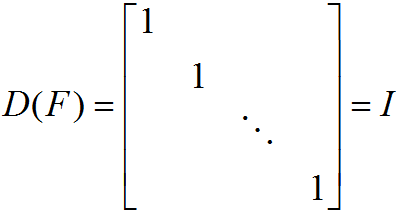 D(F) = [1
1
⋱
1] = I